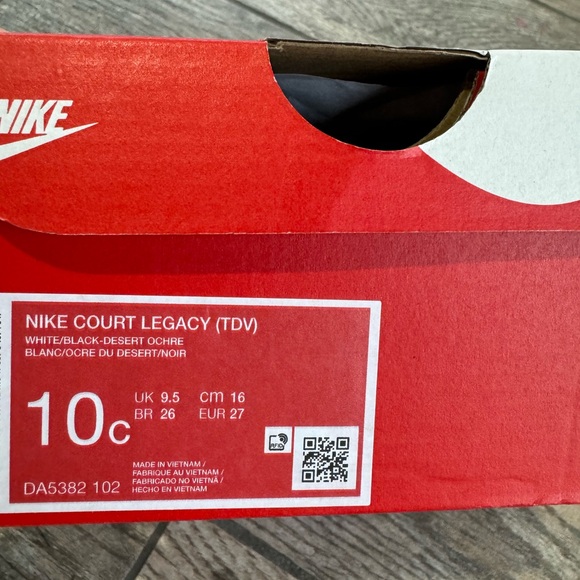 NIKE
NIKE COURT LEGACY (TDV)
WHITE/BLACK-DESERT OCHRE
BLANC/OCRE DU DESERT/NOIR
10C
UK 9.5 cm 16
BR 26 EUR 27
RFID
MADE IN VIETNAM /
FABRIQUE AU VIETNAM /
FABRICADO NO VIETNÃ /
HECHO EN VIETNAM
DA5382 102